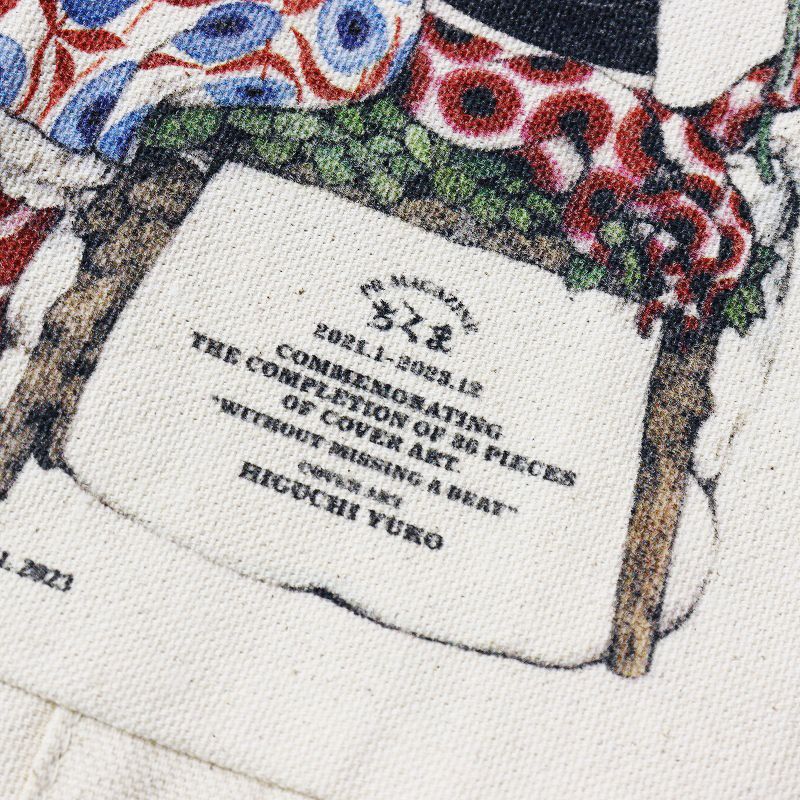 PR MAGAZINE
ちくま
2021.1-2023.12
COMMEMORATING
THE COMPLETION OF 36 PIECES
OF COVER ART.
"WITHOUT MISSING A BEAT"
COVER ART
HIGUCHI YUKO
1.2023